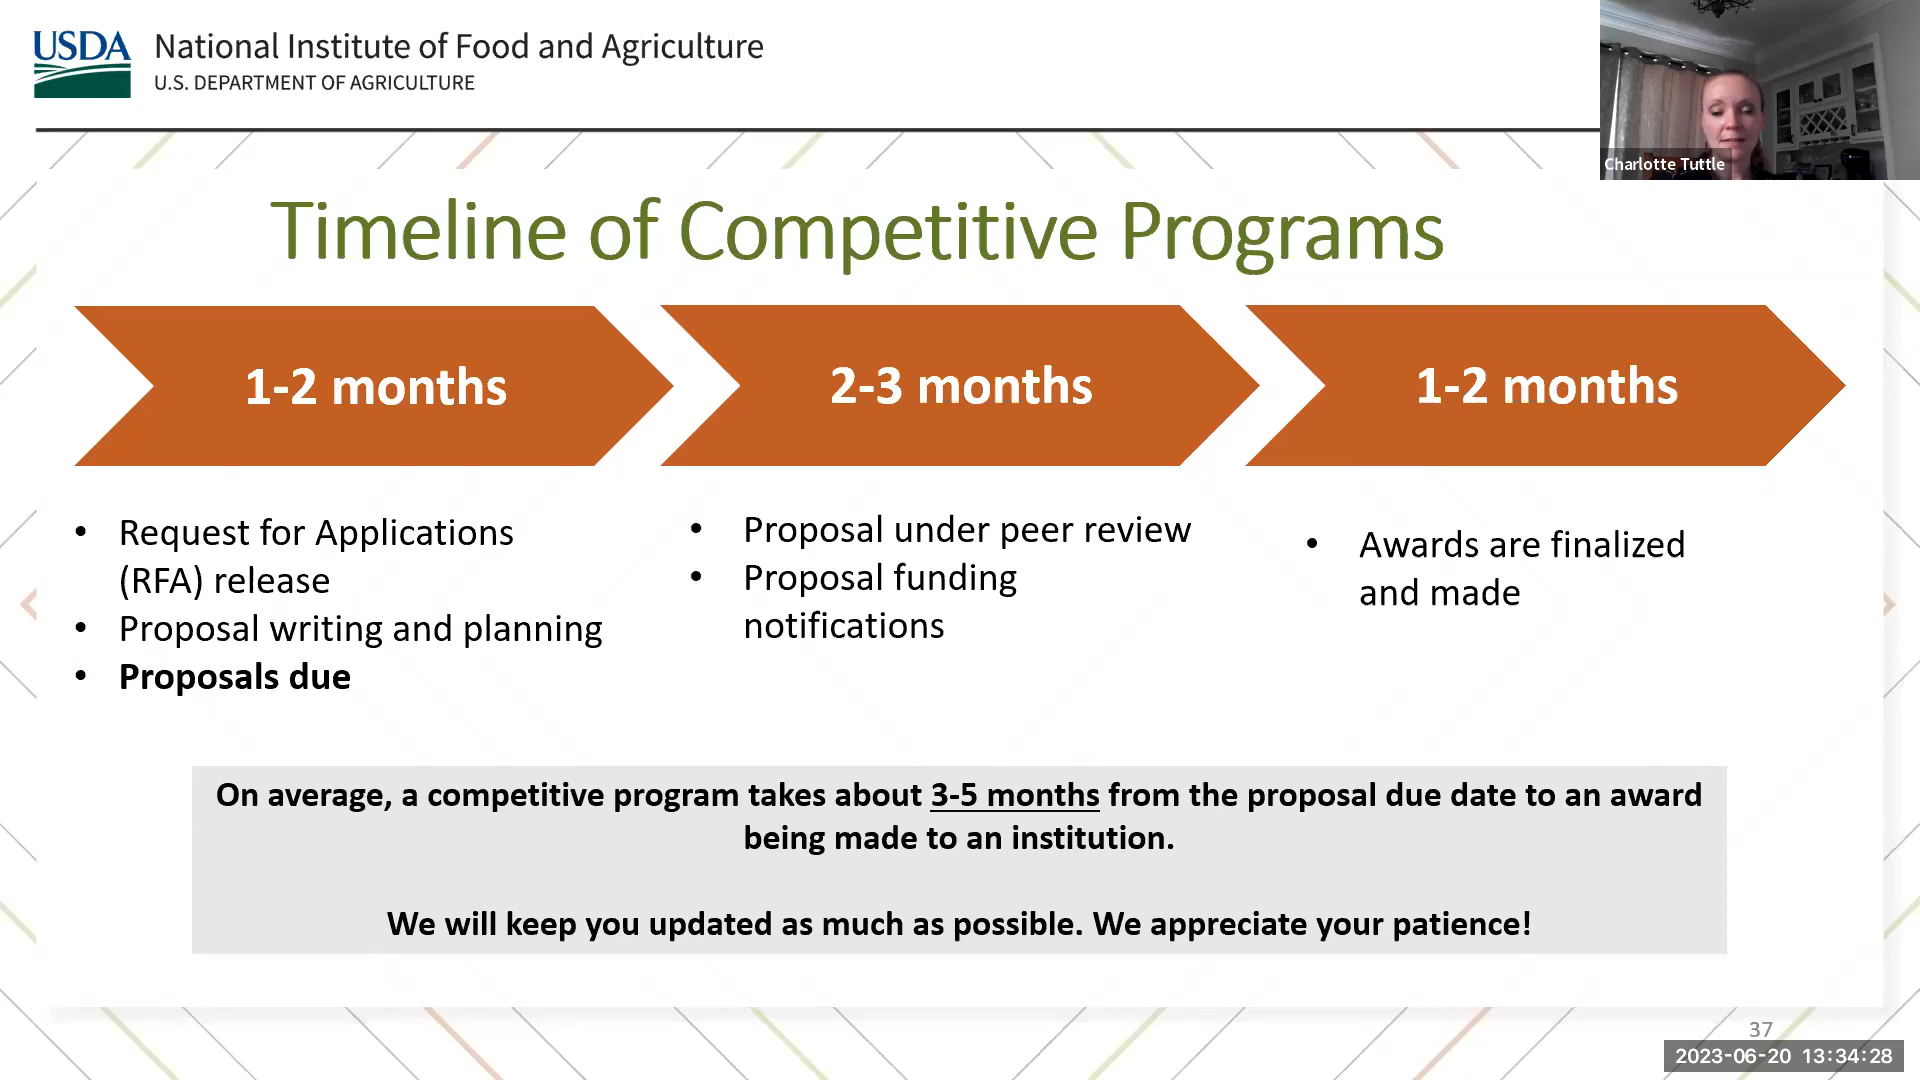 USDA
National Institute of Food and Agriculture
U.S. DEPARTMENT OF AGRICULTURE
Charlotte Tuttle
Timeline of Competitive Programs
1-2 months
2-3 months
1-2 months
• Request for Applications
(RFA) release
• Proposal writing and planning
• Proposals due
• Proposal under peer review
• Proposal funding
notifications
• Awards are finalized
and made
On average, a competitive program takes about 3-5 months from the proposal due date to an award
being made to an institution.
We will keep you updated as much as possible. We appreciate your patience!
37
2023-06-20 13:34:28